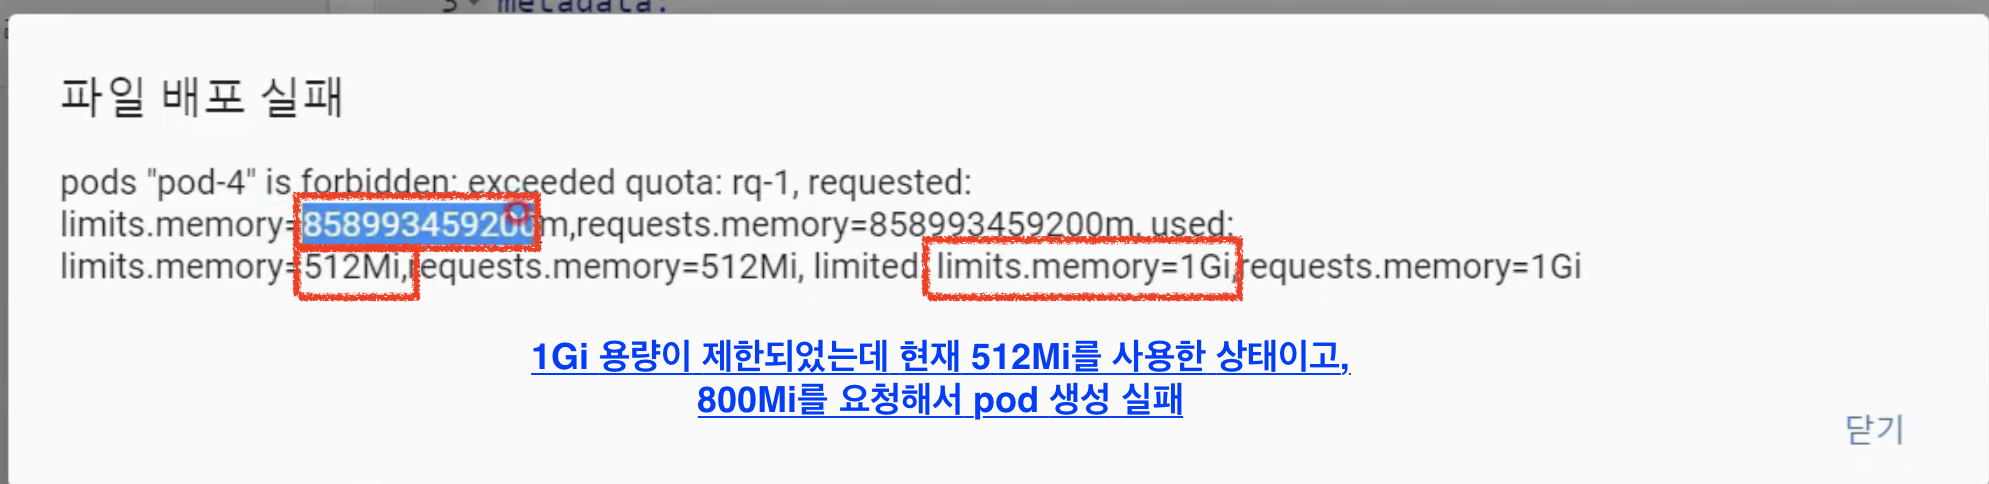 metadata:
파일 배포 실패
pods "pod-4" is forbidden: exceeded quota: rq-1, requested:
limits.memory=858993459200m,requests.memory=858993459200m, used:
limits.memory=512Mi,requests.memory=512Mi, limited: limits.memory=1Gi,requests.memory=1Gi
1Gi 용량이 제한되었는데 현재 512Mi를 사용한 상태이고,
800Mi를 요청해서 pod 생성 실패
닫기